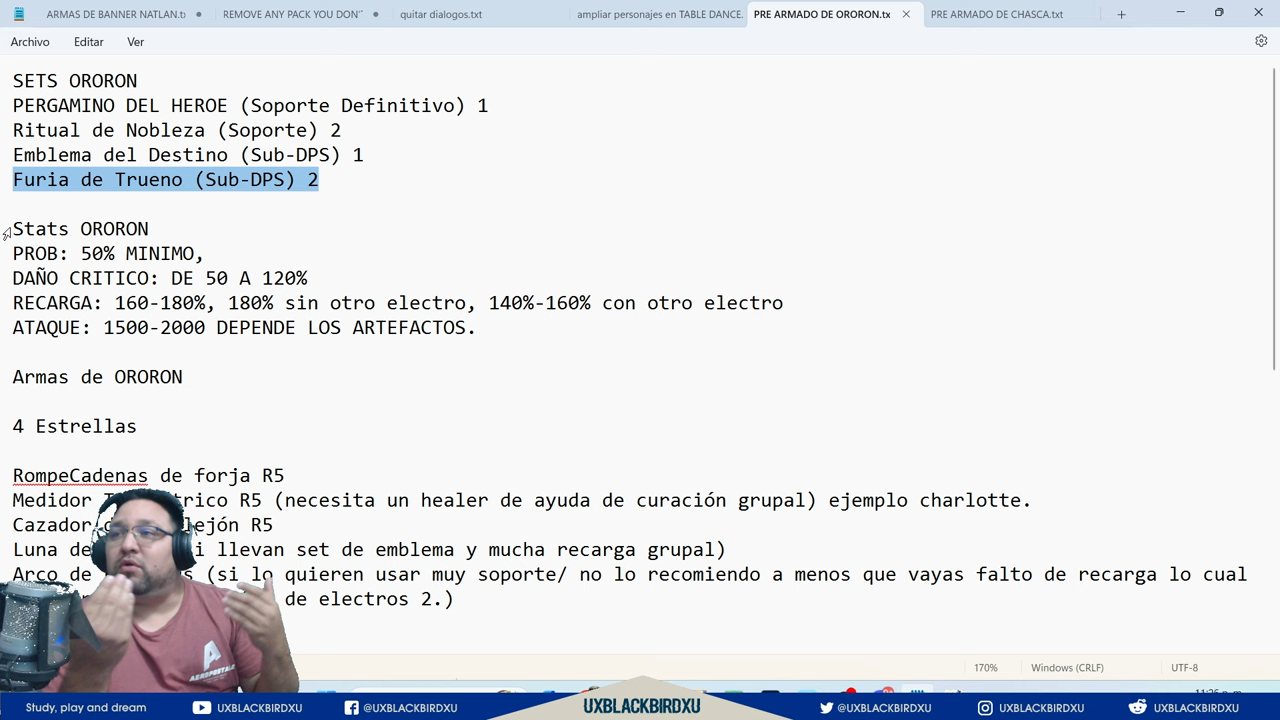 ARMAS DE BANNER NATLAN.tx
REMOVE ANY PACK YOU DON'
quitar dialogos.txt
ampliar personajes en TABLE DANCE.
PRE ARMADO DE ORORON.tx
PRE ARMADO DE CHASCA.txt
Archivo
Editar
Ver
SETS ORORON
PERGAMINO DEL HEROE (Soporte Definitivo) 1
Ritual de Nobleza (Soporte) 2
Emblema del Destino (Sub-DPS) 1
Furia de Trueno (Sub-DPS) 2
Stats ORORON
PROB: 50% MINIMO,
DAÑO CRITICO: DE 50 A 120%
RECARGA: 160-180%, 180% sin otro electro, 140%-160% con otro electro
ATAQUE: 1500-2000 DEPENDE LOS ARTEFACTOS.
Armas de ORORON
4 Estrellas
RompeCadenas de forja R5
Medidor R5 (necesita un healer de ayuda de curación grupal) ejemplo charlotte.
Cazador R5
Luna llevan set de emblema y mucha recarga grupal)
Arco de (si lo quieren usar muy soporte/ no lo recomiendo a menos que vayas falto de recarga lo cual
de electros 2.)
170%
Windows (CRLF)
UTF-8
AEROPOSTALE
Study, play and dream
UXBLACKBIRDXU
@UXBLACKBIRDXU
UXBLACKBIRDXU
@UXBLACKBIRDXU
UXBLACKBIRDXU
UXBLACKBIRDXU